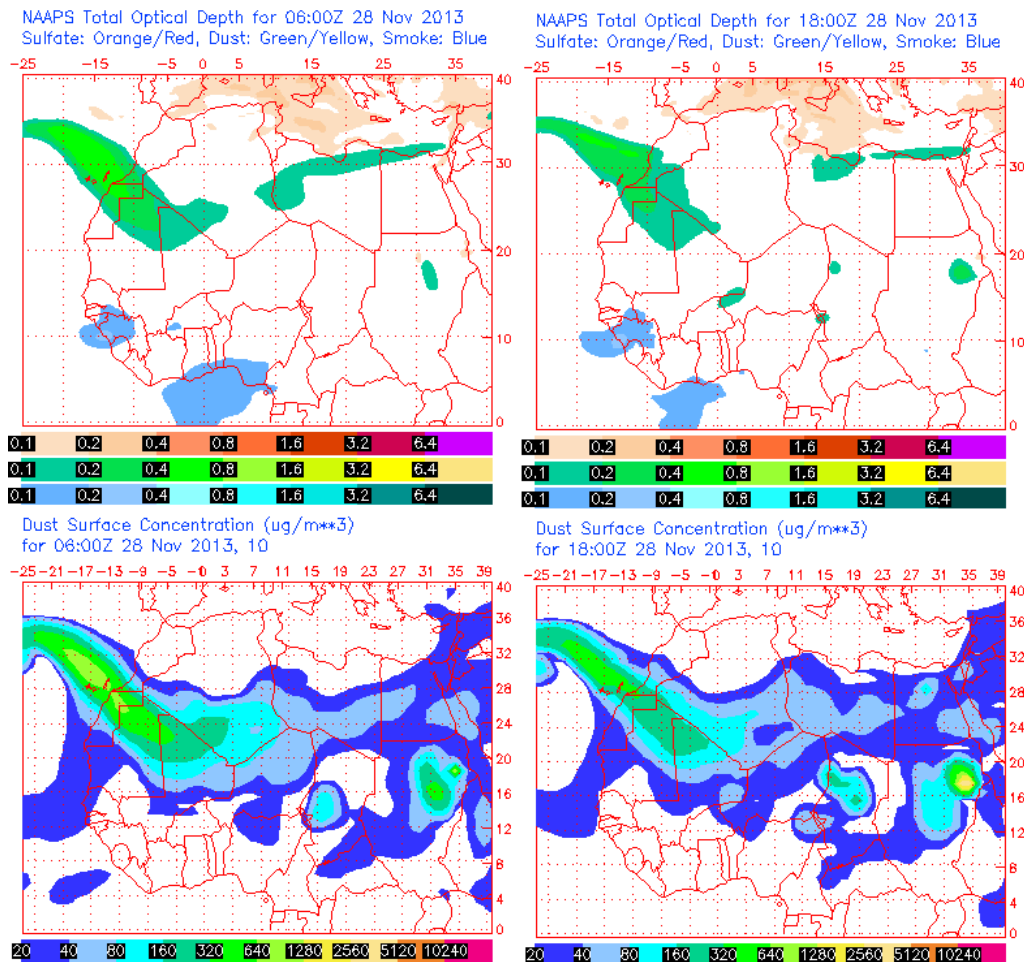 NAAPS Total Optical Depth for 06:00Z 28 Nov 2013
Sulfate: Orange/Red, Dust: Green/Yellow, Smoke: Blue
-25 -15 -5 0 5 15 25 35
40
30
20
10
0
0.1 0.2 0.4 0.8 1.6 3.2 6.4
0.1 0.2 0.4 0.8 1.6 3.2 6.4
0.1 0.2 0.4 0.8 1.6 3.2 6.4
NAAPS Total Optical Depth for 18:00Z 28 Nov 2013
Sulfate: Orange/Red, Dust: Green/Yellow, Smoke: Blue
-25 -15 -5 0 5 15 25 35
40
30
20
10
0
0.1 0.2 0.4 0.8 1.6 3.2 6.4
0.1 0.2 0.4 0.8 1.6 3.2 6.4
0.1 0.2 0.4 0.8 1.6 3.2 6.4
Dust Surface Concentration (ug/m**3)
for 06:00Z 28 Nov 2013, 10
-25-21-17-13-9 -5 -10 3 7 11 15 19 23 27 31 35 39
40
36
32
28
24
20
16
12
8
4
0
20 40 80 160 320 640 1280 2560 5120 10240
Dust Surface Concentration (ug/m**3)
for 18:00Z 28 Nov 2013, 10
-25-21-17-13-9 -5 -10 3 7 11 15 19 23 27 31 35 39
40
36
32
28
24
20
16
12
8
4
0
20 40 80 160 320 640 1280 2560 5120 10240